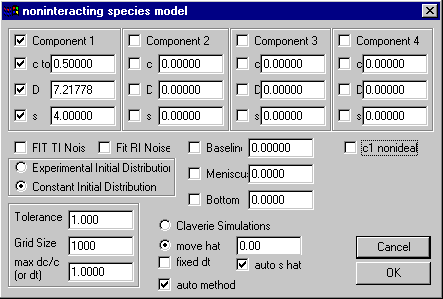 noninteracting species model
Component 1 Component 2 Component 3 Component 4
c to 0.50000 c 0.00000 c 0.00000 c 0.00000
D 7.21778 D 0.00000 D 0.00000 D 0.00000
s 4.00000 s 0.00000 s 0.00000 s 0.00000
FIT TI Nois Fit RI Noise Baseline 0.00000 c1 nonideal
Experimental Initial Distribution
Meniscus 0.00000
Constant Initial Distribution
Bottom 0.00000
Tolerance 1.000
Claverie Simulations
Grid Size 1000
move hat 0.00
Cancel
max dc/c
(or dt) 1.0000
fixed dt auto s hat
OK
auto method